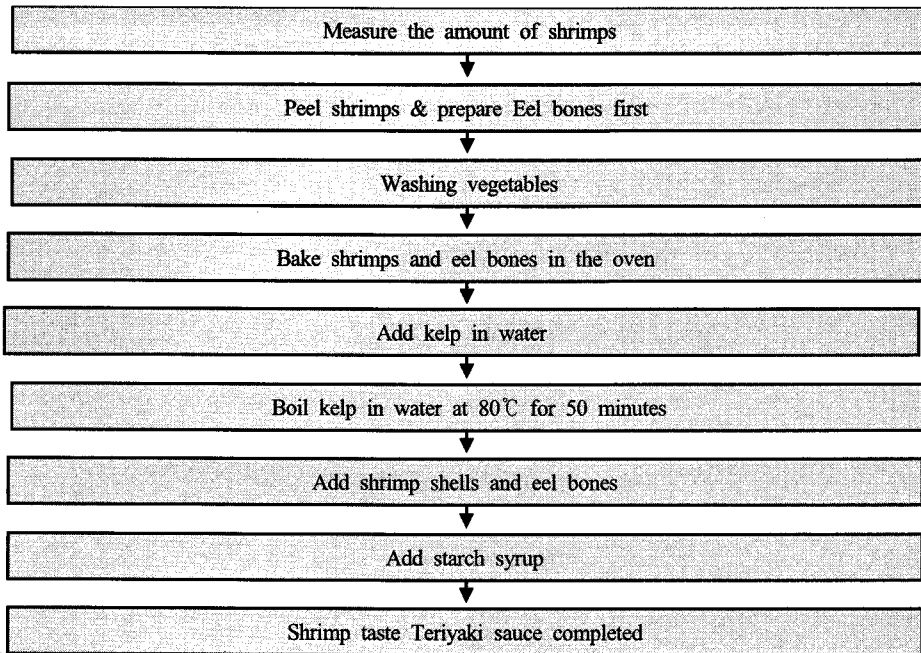 Measure the amount of shrimps
Peel shrimps & prepare Eel bones first
Washing vegetables
Bake shrimps and eel bones in the oven
Add kelp in water
Boil kelp in water at 80℃ for 50 minutes
Add shrimp shells and eel bones
Add starch syrup
Shrimp taste Teriyaki sauce completed